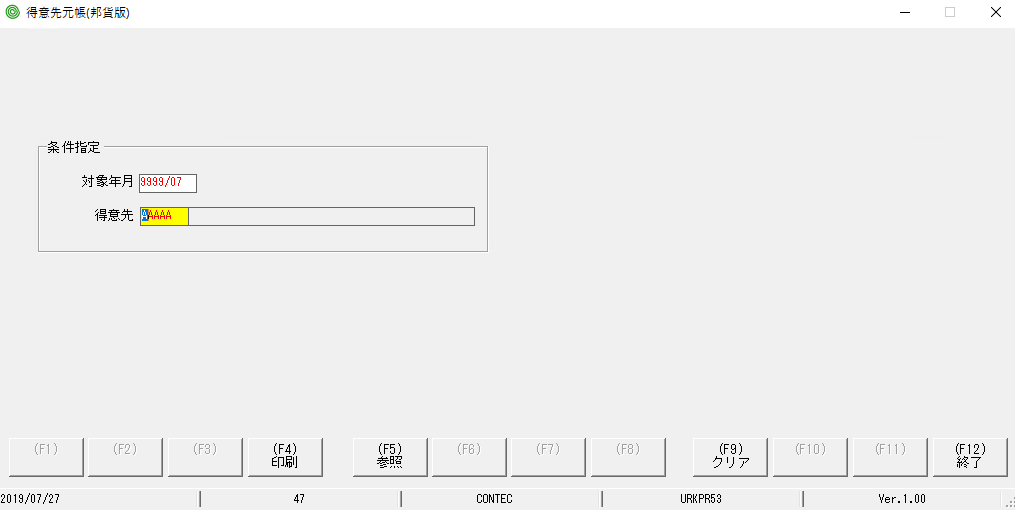 得意先元帳(邦貨版)
条件指定
対象年月 9999/07
得意先 AAAAA
(F1) (F2) (F3) (F4) (F5) (F6) (F7) (F8) (F9) (F10) (F11) (F12)
印刷 参照 クリア 終了
2019/07/27 47 CONTEC URKPR53 Ver.1.00